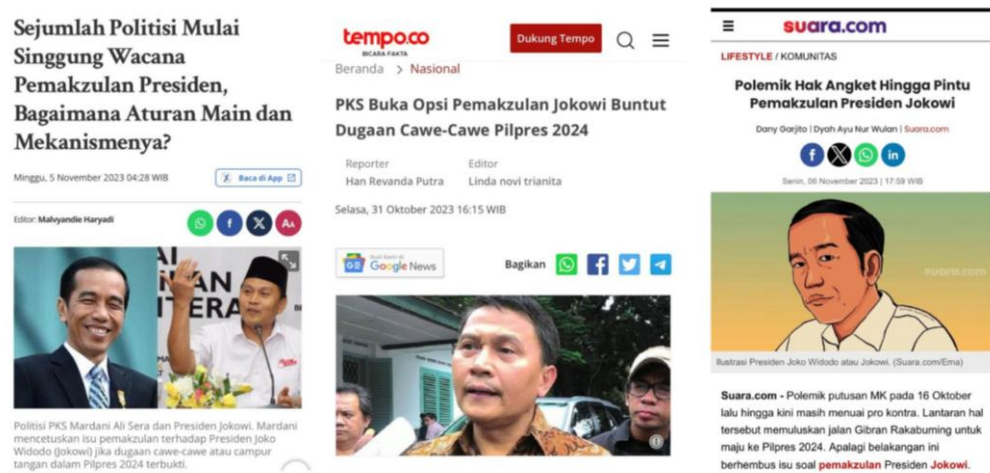 Sejumlah Politisi Mulai
Singgung Wacana
Pemakzulan Presiden,
Bagaimana Aturan Main dan
Mekanismenya?
Minggu, 5 November 2023 04:28 WIB
Baca di App
Editor: Malvyandie Haryadi
AA
Politisi PKS Mardani Ali Sera dan Presiden Jokowi. Mardani
mencetuskan isu pemakzulan terhadap Presiden Joko
Widodo (Jokowi) jika dugaan cawe-cawe atau campur
tangan dalam Pilpres 2024 terbukti.
tempo.co
BICARA FAKTA
Dukung Tempo
Beranda > Nasional
PKS Buka Opsi Pemakzulan Jokowi Buntut
Dugaan Cawe-Cawe Pilpres 2024
Reporter
Editor
Han Revanda Putra
Linda novi trianita
Selasa, 31 Oktober 2023 16:15 WIB
Google News
Bagikan
suara.com
LIFESTYLE / KOMUNITAS
Polemik Hak Angket Hingga Pintu
Pemakzulan Presiden Jokowi
Dany Garjito | Dyah Ayu Nur Wulan | Suara.com
Senin, 06 November 2023 | 17:59 WIB
suara.com
Ilustrasi Presiden Joko Widodo atau Jokowi. (Suara.com/Ema)
Suara.com - Polemik putusan MK pada 16 Oktober
lalu hingga kini masih menuai pro kontra. Lantaran hal
tersebut memuluskan jalan Gibran Rakabuming untuk
maju ke Pilpres 2024. Apalagi belakangan ini
berhembus isu soal pemakzulan Presiden Jokowi.